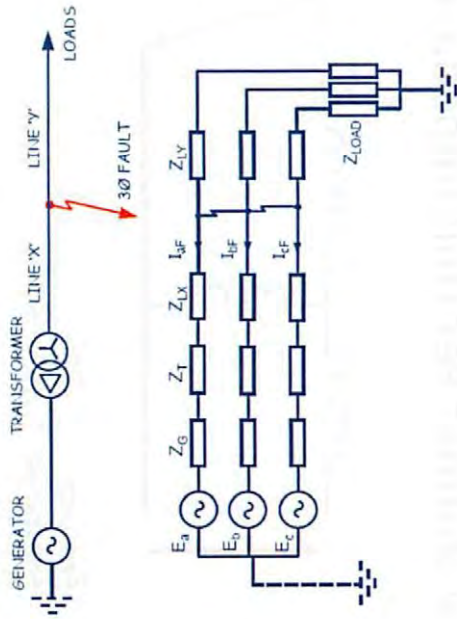 GENERATOR
TRANSFORMER
LINE 'X'
LINE 'Y'
LOADS
3Ø FAULT
Z_G
Z_T
Z_LX
I_aF
Z_LY
E_a
I_bF
E_b
I_cF
E_c
Z_LOAD